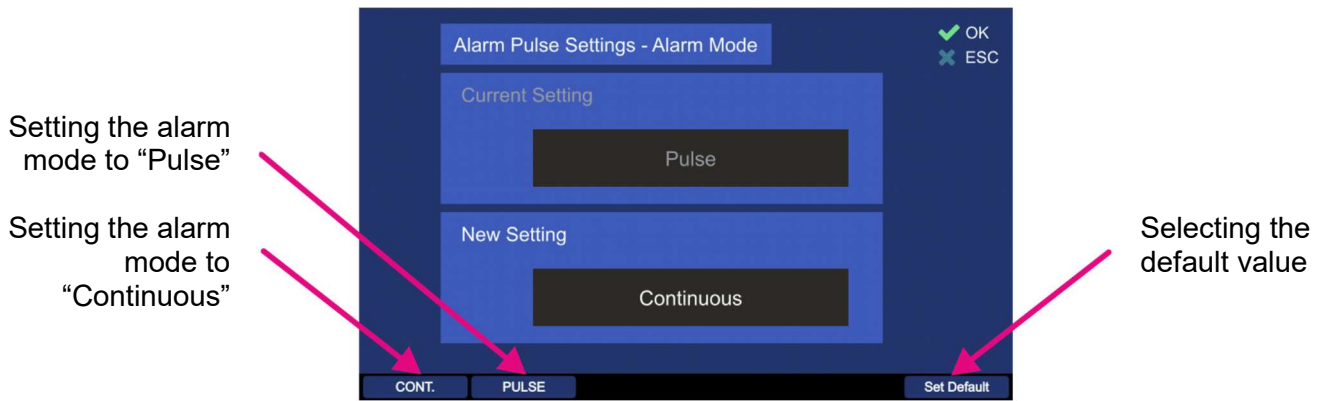 Alarm Pulse Settings - Alarm Mode
OK
ESC
Current Setting
Pulse
New Setting
Continuous
CONT.
PULSE
Set Default
Setting the alarm
mode to “Pulse”
Setting the alarm
mode to
“Continuous”
Selecting the
default value